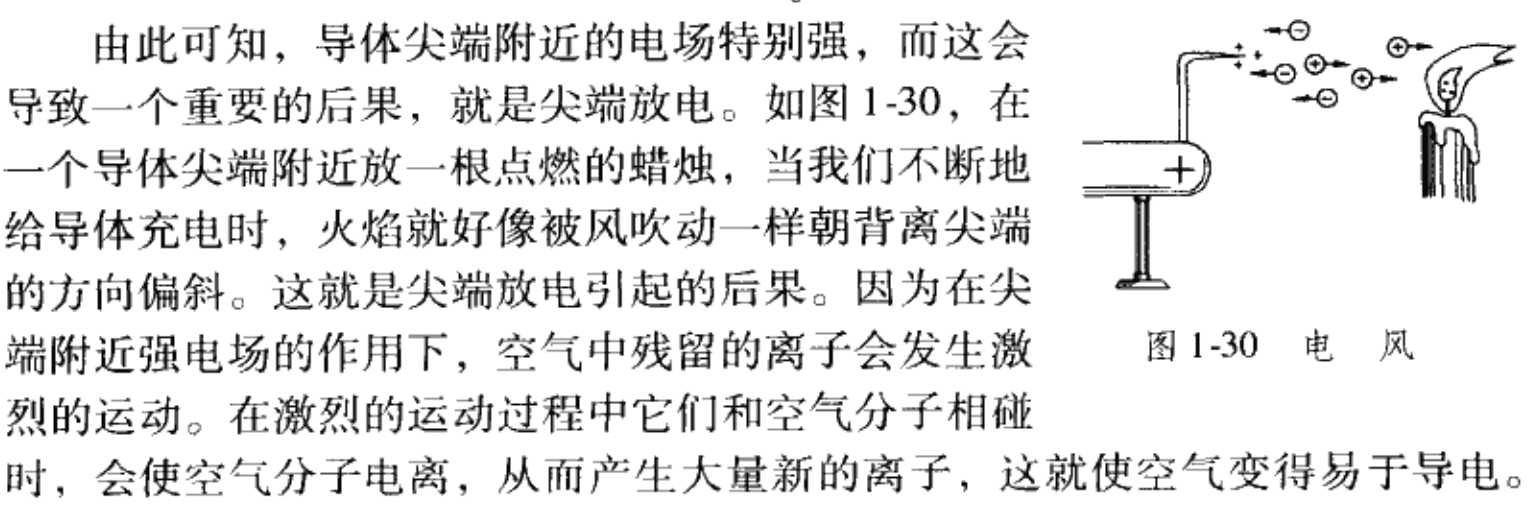 由此可知，导体尖端附近的电场特别强，而这会
导致一个重要的后果，就是尖端放电。如图 1-30，在
一个导体尖端附近放一根点燃的蜡烛，当我们不断地
给导体充电时，火焰就好像被风吹动一样朝背离尖端
的方向偏斜。这就是尖端放电引起的后果。因为在尖
端附近强电场的作用下，空气中残留的离子会发生激
烈的运动。在激烈的运动过程中它们和空气分子相碰
时，会使空气分子电离，从而产生大量新的离子，这就使空气变得易于导电。
图 1-30 电 风